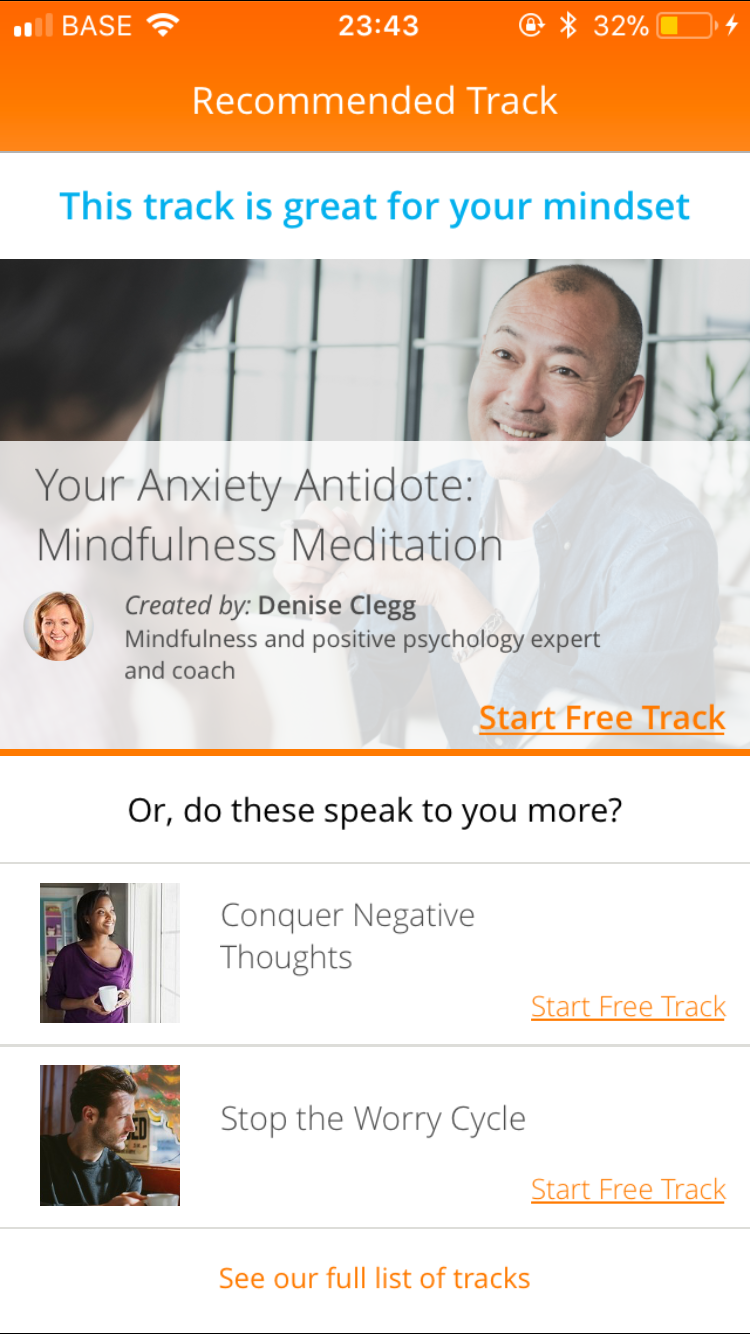 BASE 23:43 32%
Recommended Track
This track is great for your mindset
Your Anxiety Antidote:
Mindfulness Meditation
Created by: Denise Clegg
Mindfulness and positive psychology expert
and coach
Start Free Track
Or, do these speak to you more?
Conquer Negative
Thoughts
Start Free Track
Stop the Worry Cycle
Start Free Track
See our full list of tracks